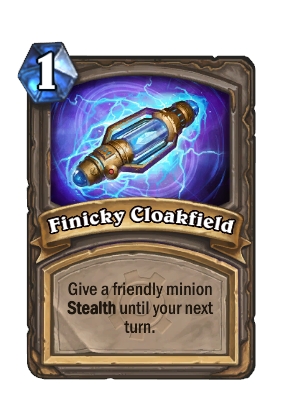 1
Finicky Cloakfield
Give a friendly minion
Stealth until your next
turn.